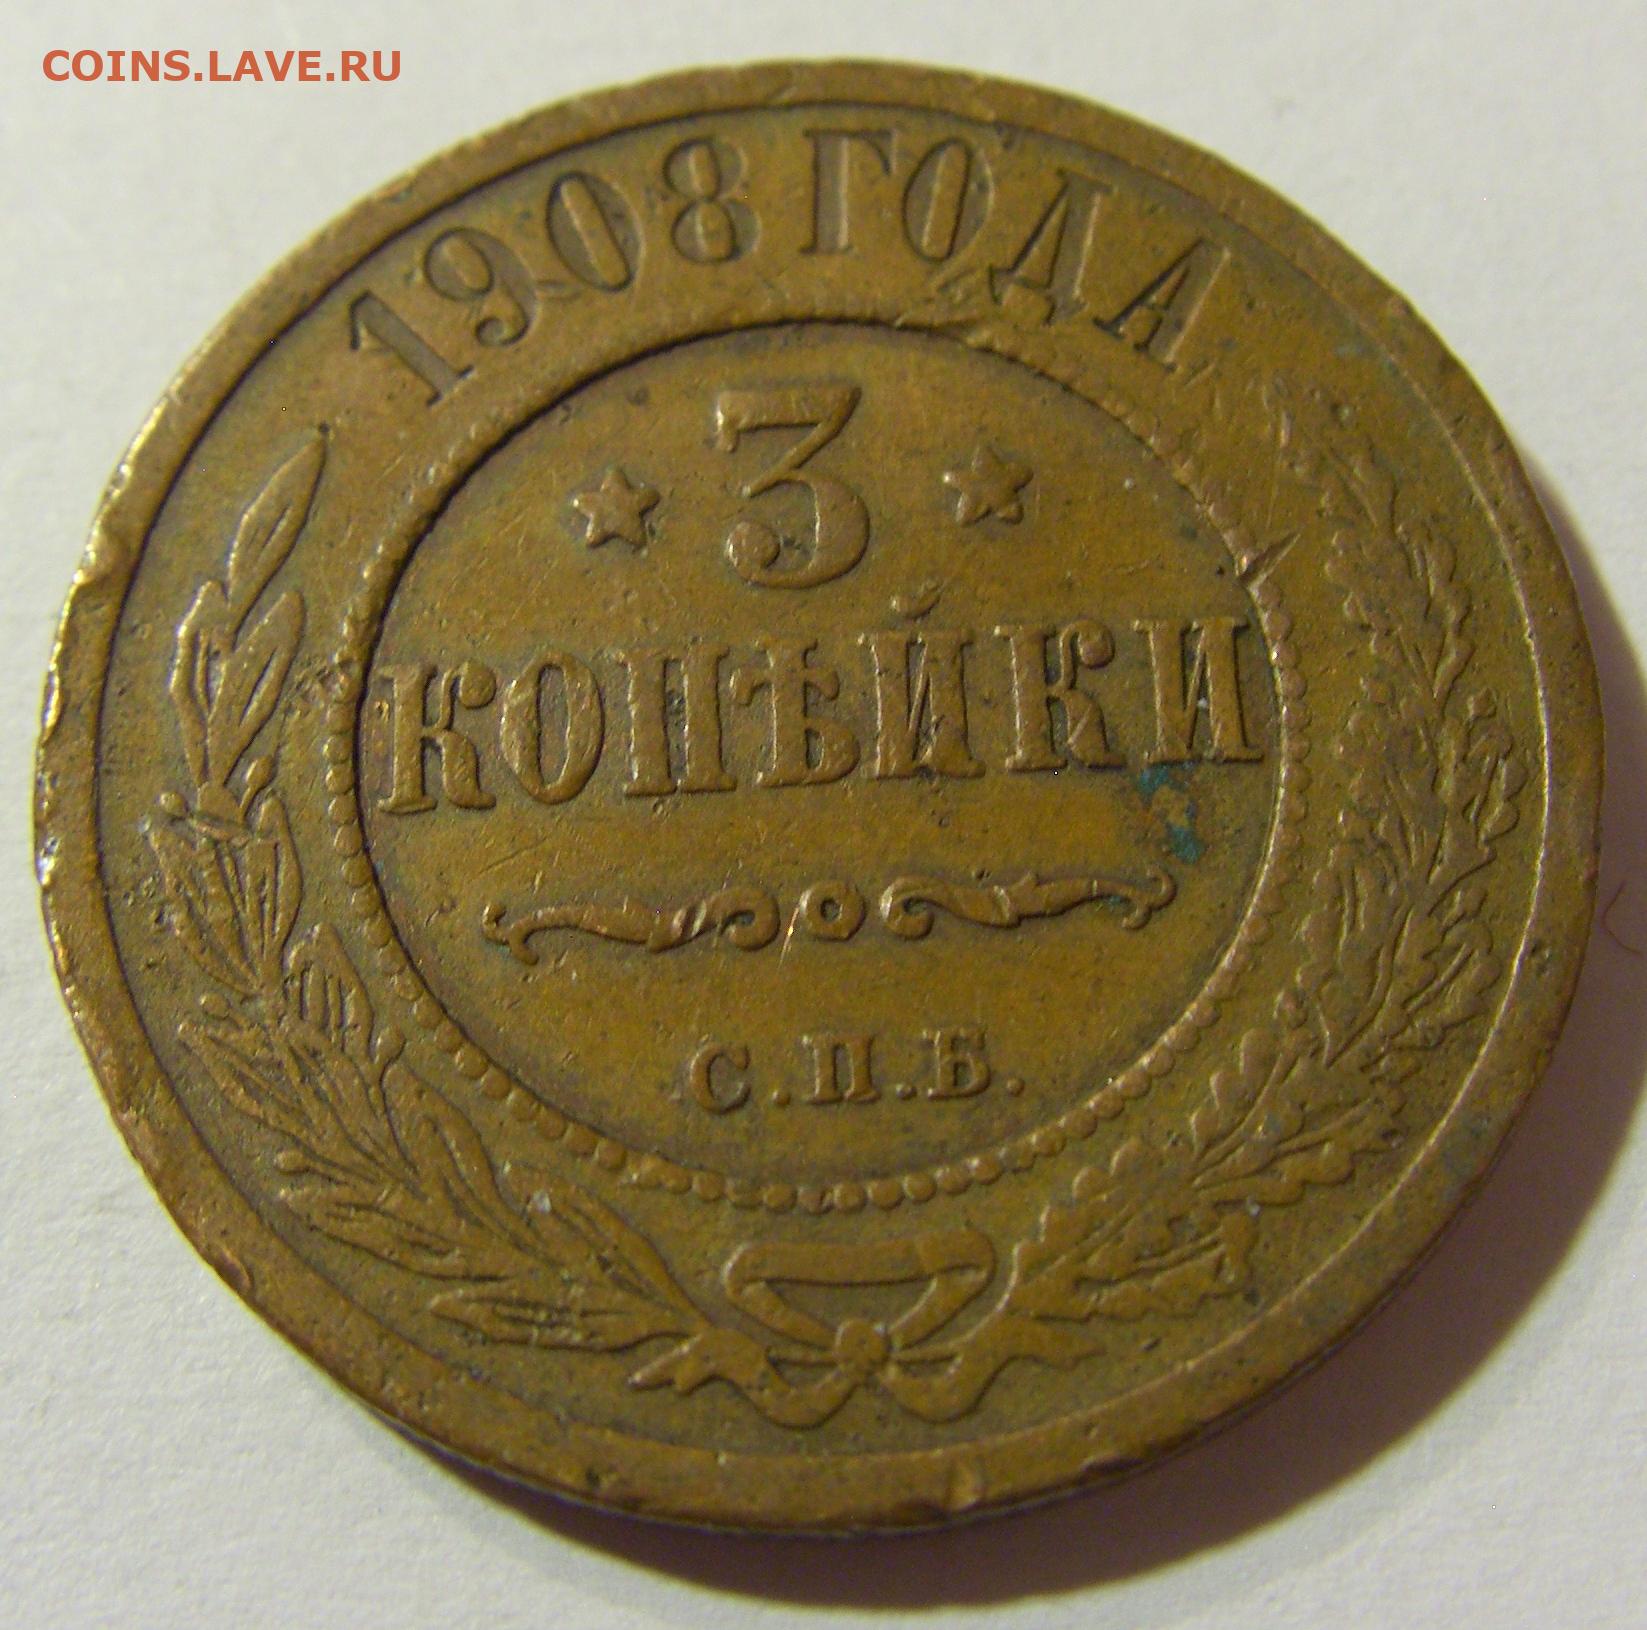 COINS.LAVE.RU
1908 ГОДА
3
КОПѢЙКИ
С.П.Б.